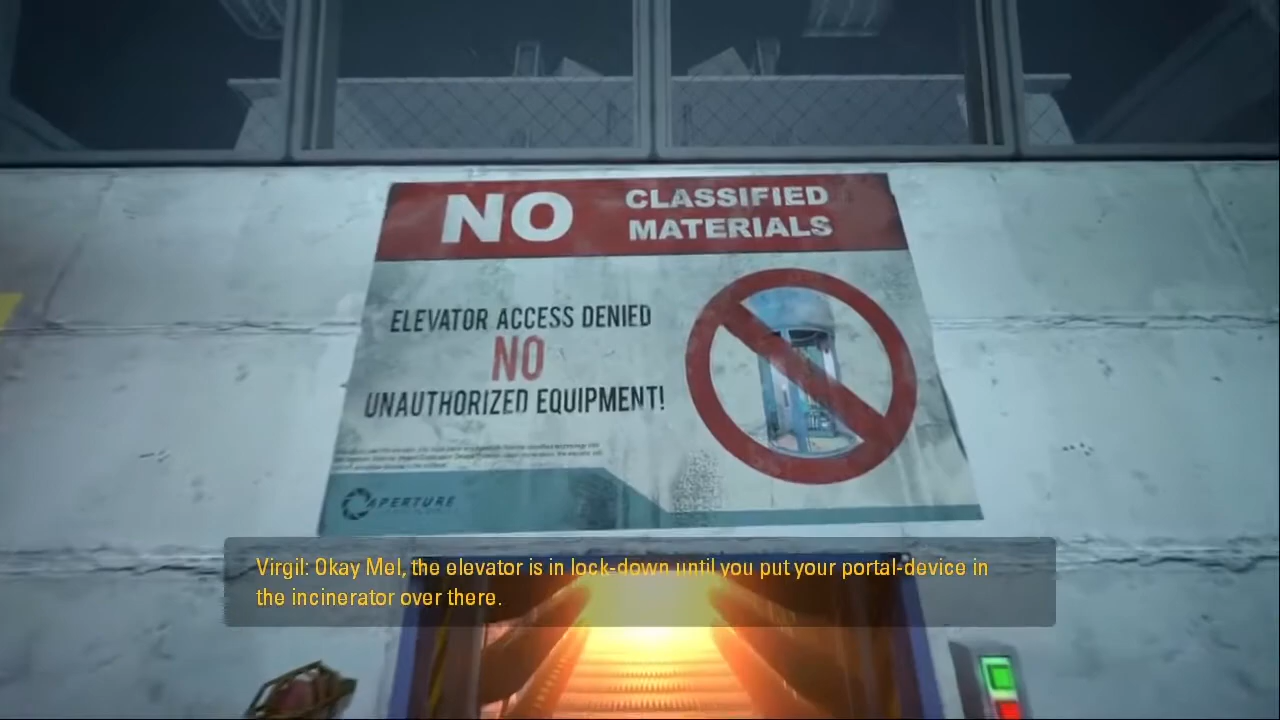 NO CLASSIFIED
MATERIALS
ELEVATOR ACCESS DENIED
NO
UNAUTHORIZED EQUIPMENT!
APERTURE
Virgil: Okay Mel, the elevator is in lock-down until you put your portal-device in
the incinerator over there.